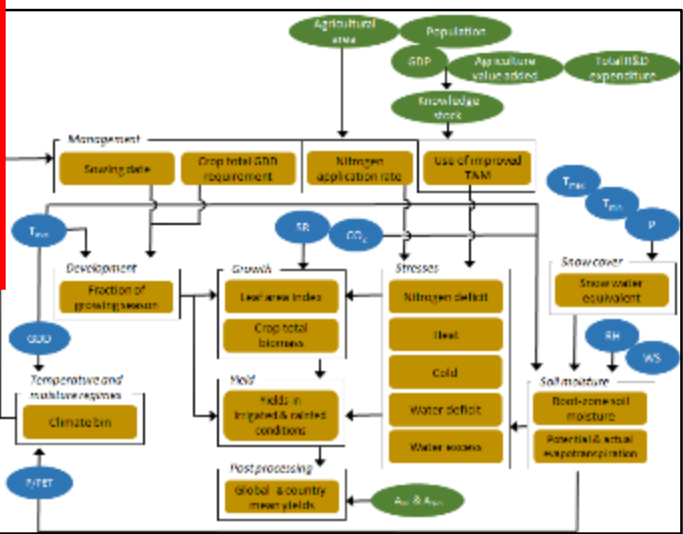 Agricultural
area
Population
GDP
Agriculture
value added
Total R&D
expenditure
Knowledge
stock
Management
Sowing date
Crop total GDD
requirement
Nitrogen
application rate
Use of improved
T&M
Tmax
Tmin
P
SR
CO2
Snow cover
Snow water
equivalent
Development
Fraction of
growing season
Growth
Leaf area index
Crop total
biomass
Stresses
Nitrogen deficit
Heat
Cold
Water deficit
Water excess
RH
WS
GDD
Temperature and
moisture regimes
Climate bin
Yield
Yields in
irrigated & rainfed
conditions
Soil moisture
Root-zone soil
moisture
Potential & actual
evapotranspiration
P/PET
Post processing
Global & country
mean yields